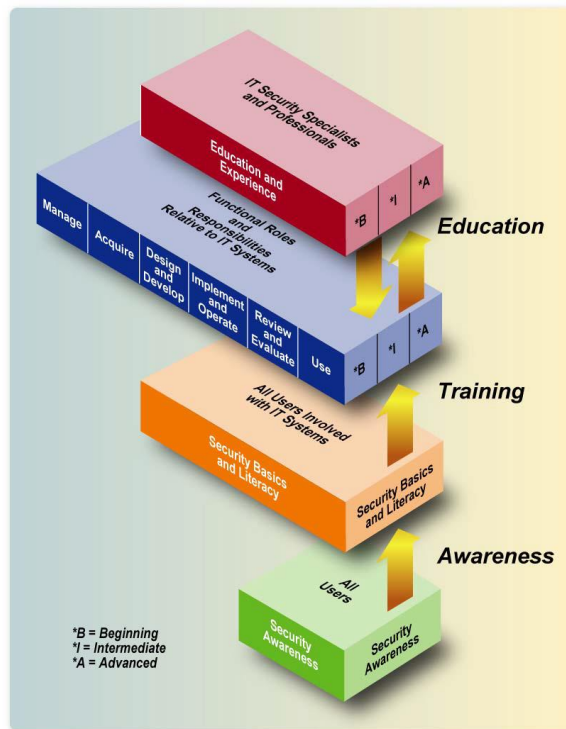 IT Security Specialists
and Professionals
Education and
Experience
*B
*I
*A
Education
Functional Roles
and
Responsibilities
Relative to IT Systems
Manage
Acquire
Design
and
Develop
Implement
and
Operate
Review
and
Evaluate
Use
*B
*I
*A
Training
All Users Involved
with IT Systems
Security Basics
and Literacy
Security Basics
and Literacy
Awareness
All
Users
Security
Awareness
Security
Awareness
*B = Beginning
*I = Intermediate
*A = Advanced